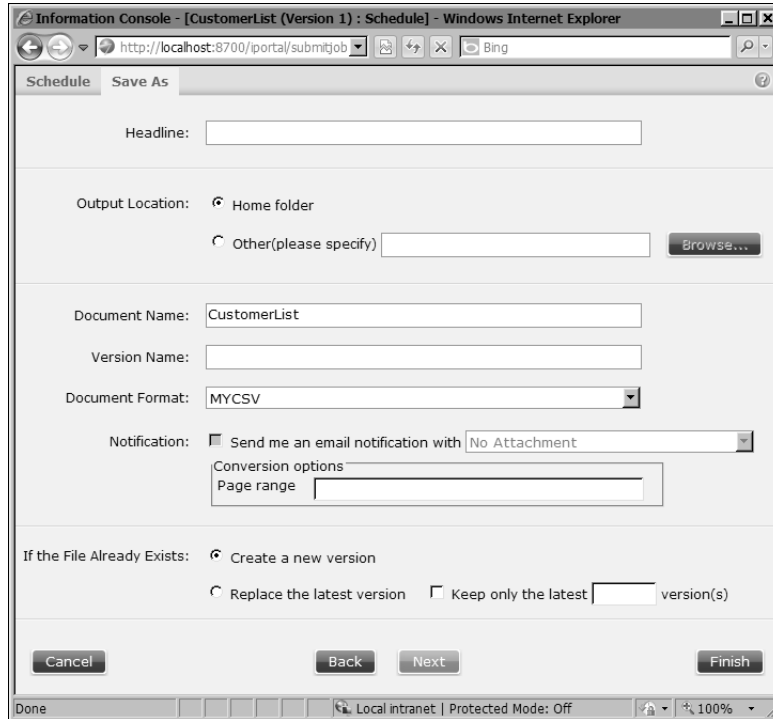 Information Console - [CustomerList (Version 1) : Schedule] - Windows Internet Explorer
http://localhost:8700/iportal/submitjob
Bing
Schedule Save As
Headline:
Output Location: Home folder
Other(please specify) Browse...
Document Name: CustomerList
Version Name:
Document Format: MYCSV
Notification: Send me an email notification with No Attachment
Conversion options
Page range
If the File Already Exists: Create a new version
Replace the latest version Keep only the latest version(s)
Cancel Back Next Finish
Done Local intranet | Protected Mode: Off 100%